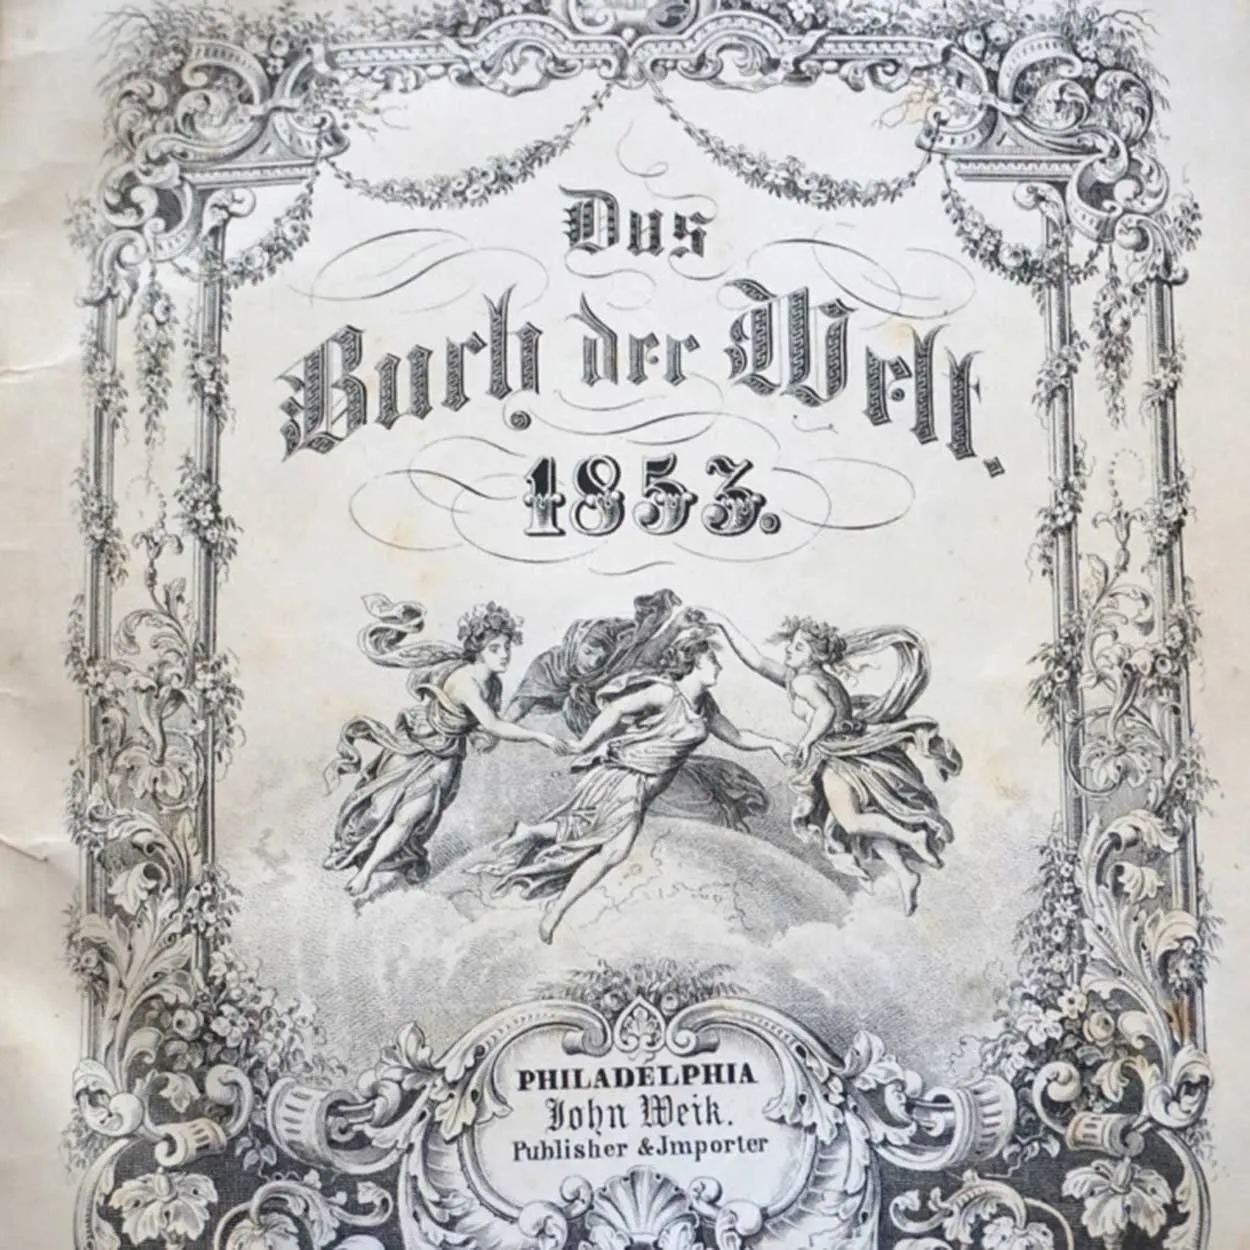 Das
Buch der Welt.
1853.
PHILADELPHIA
John Weik.
Publisher & Jmporter